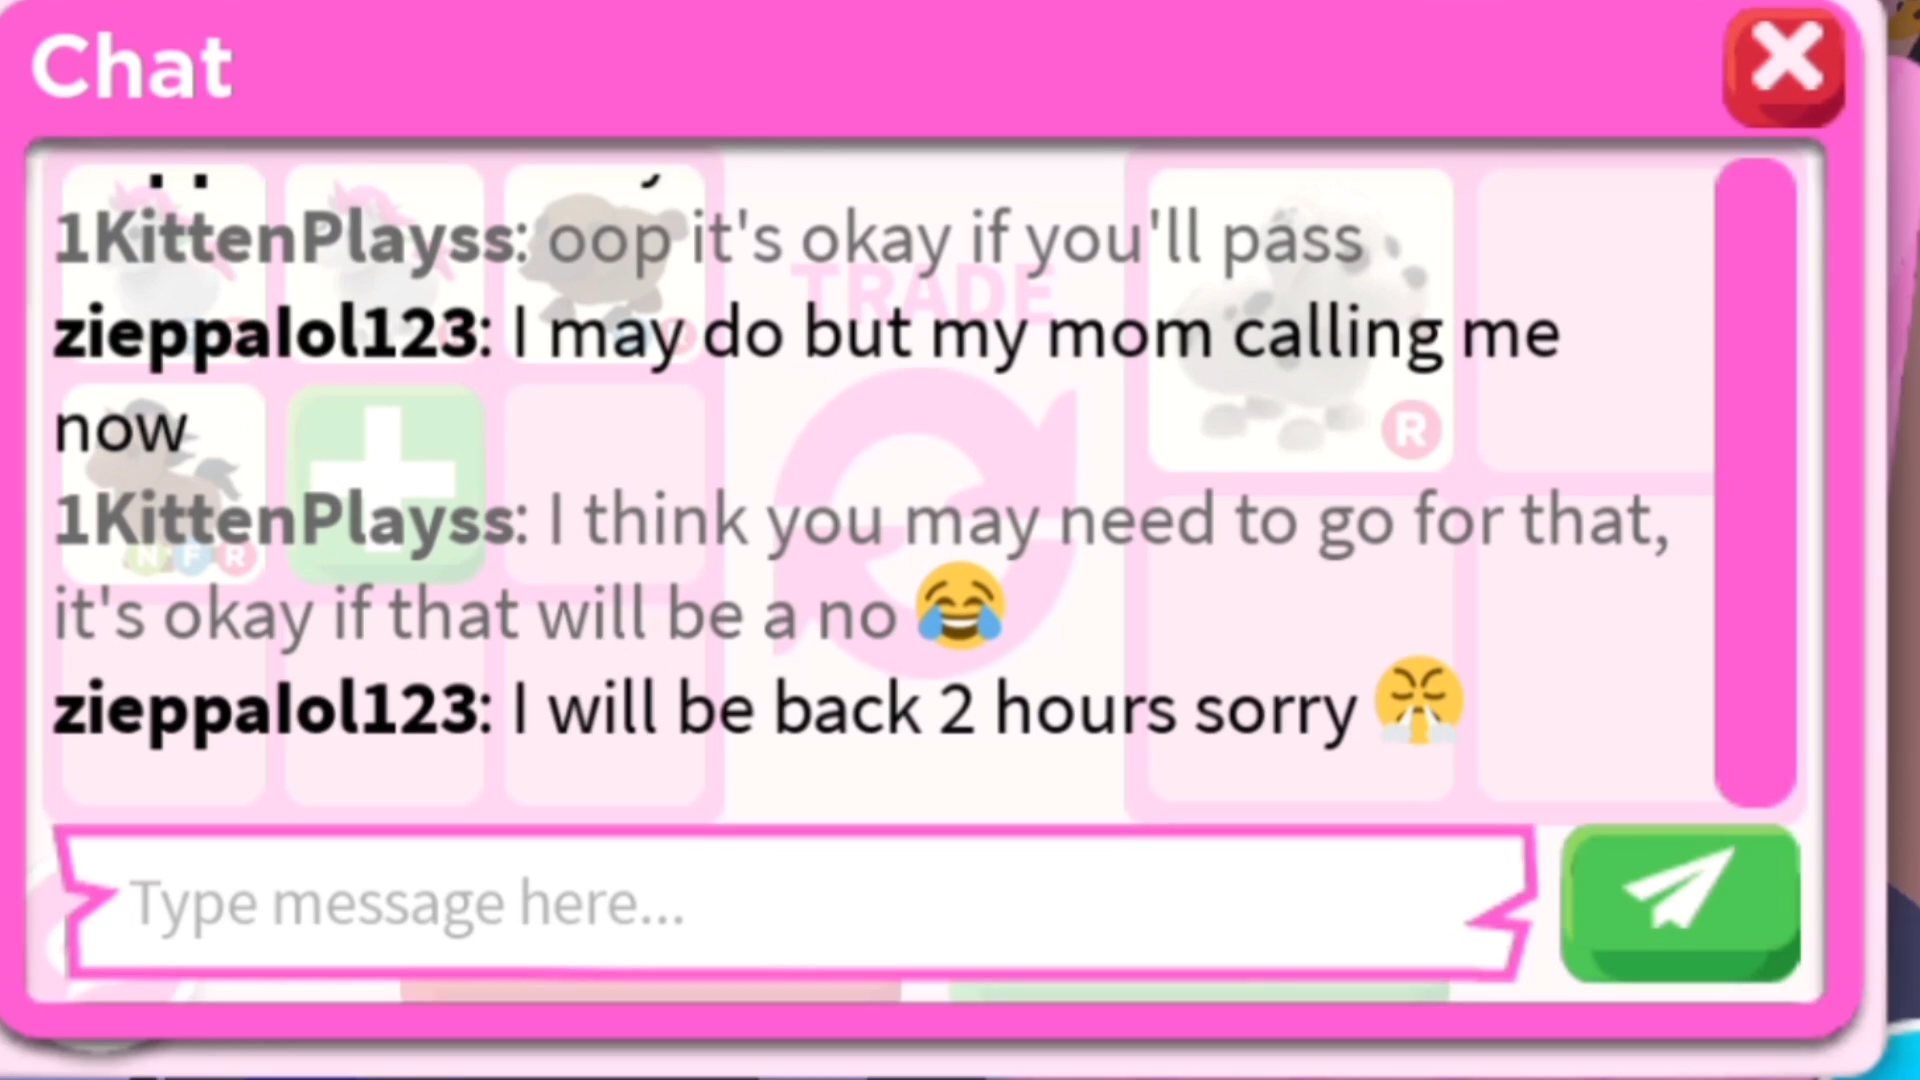 Chat
1KittenPlayss: oop it's okay if you'll pass
zieppalol123: I may do but my mom calling me
now
1KittenPlayss: I think you may need to go for that,
it's okay if that will be a no 😂
zieppalol123: I will be back 2 hours sorry 😤
TRADE
R
N F R
Type message here...